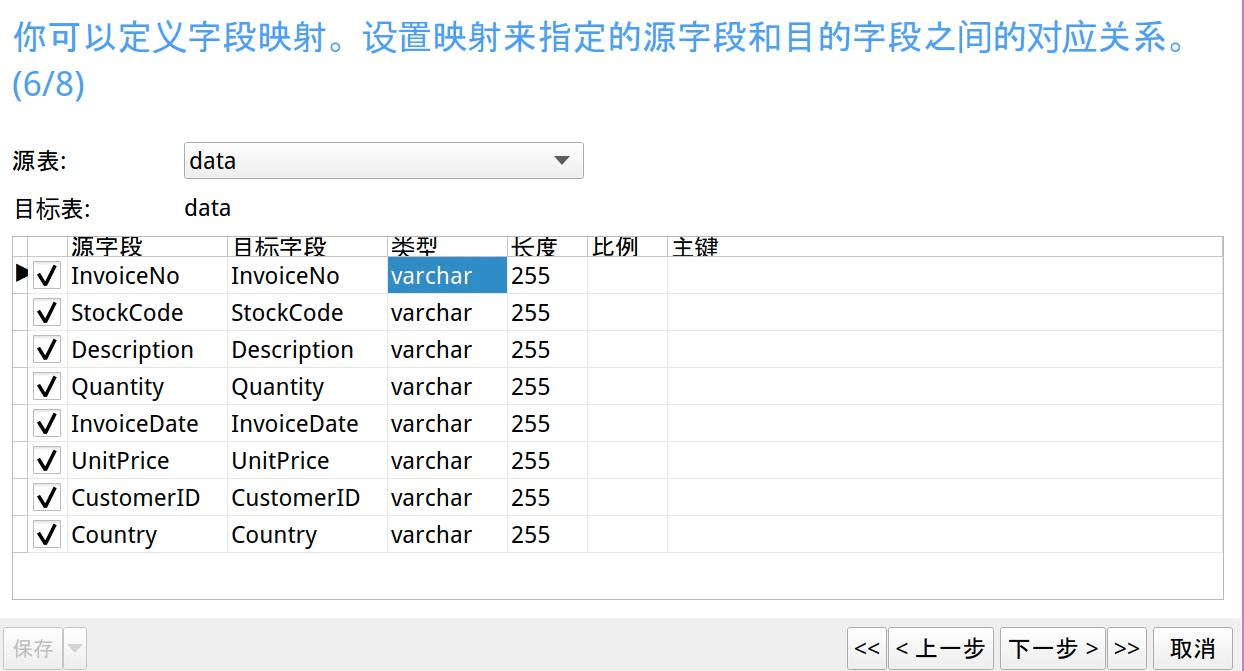 你可以定义字段映射。设置映射来指定的源字段和目的字段之间的对应关系。
(6/8)
源表: data
目标表: data
源字段 目标字段 类型 长度 比例 主键
InvoiceNo InvoiceNo varchar 255
StockCode StockCode varchar 255
Description Description varchar 255
Quantity Quantity varchar 255
InvoiceDate InvoiceDate varchar 255
UnitPrice UnitPrice varchar 255
CustomerID CustomerID varchar 255
Country Country varchar 255
保存 << < 上一步 下一步 > >> 取消